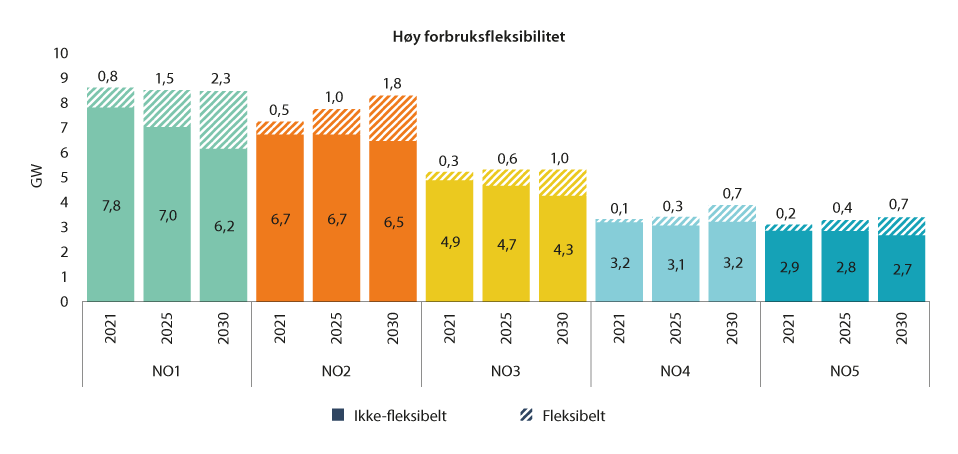 Høy forbruksfleksibilitet
GW
10
9
8
7
6
5
4
3
2
1
0
0,8 1,5 2,3 0,5 1,0 1,8 0,3 0,6 1,0 0,1 0,3 0,7 0,2 0,4 0,7
7,8 7,0 6,2 6,7 6,7 6,5 4,9 4,7 4,3 3,2 3,1 3,2 2,9 2,8 2,7
2021 2025 2030 2021 2025 2030 2021 2025 2030 2021 2025 2030 2021 2025 2030
NO1 NO2 NO3 NO4 NO5
Ikke-fleksibelt Fleksibelt